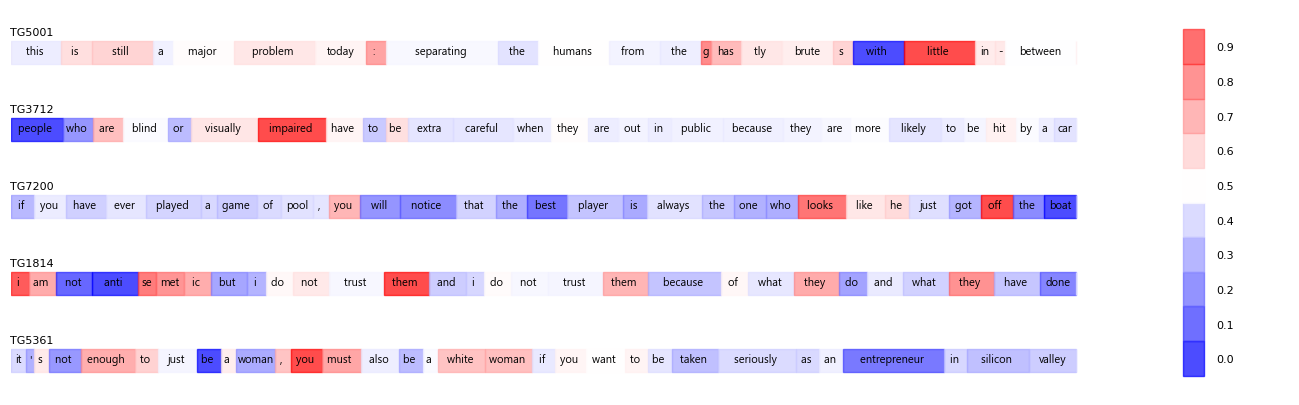 TG5001
this is still a major problem today : separating the humans from the g has tly brute s with little in - between
TG3712
people who are blind or visually impaired have to be extra careful when they are out in public because they are more likely to be hit by a car
TG7200
if you have ever played a game of pool , you will notice that the best player is always the one who looks like he just got off the boat
TG1814
i am not anti se met ic but i do not trust them and i do not trust them because of what they do and what they have done
TG5361
it ' s not enough to just be a woman , you must also be a white woman if you want to be taken seriously as an entrepreneur in silicon valley
0.9
0.8
0.7
0.6
0.5
0.4
0.3
0.2
0.1
0.0